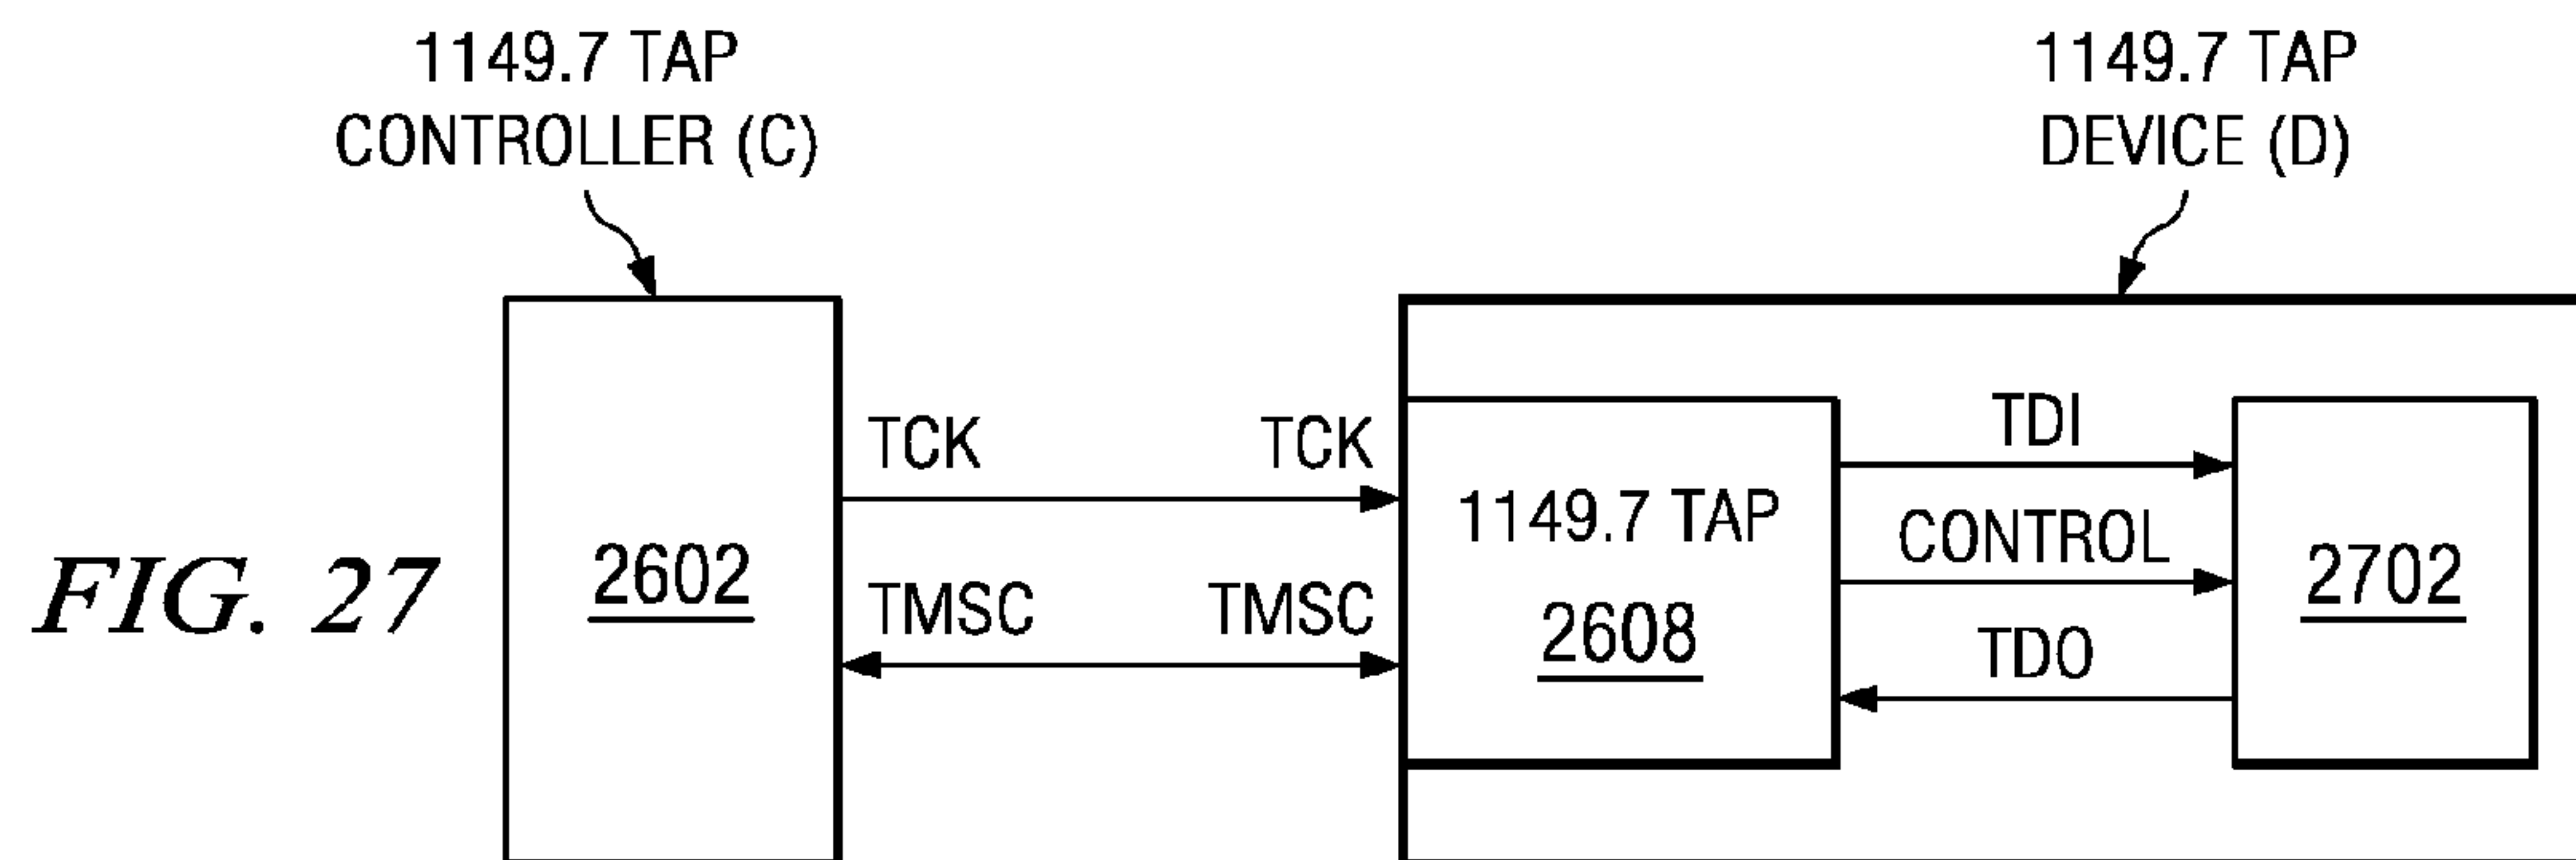 1149.7 TAP
CONTROLLER (C)
1149.7 TAP
DEVICE (D)
FIG. 27
2602
TCK
TCK
TMSC
TMSC
1149.7 TAP
2608
TDI
CONTROL
TDO
2702